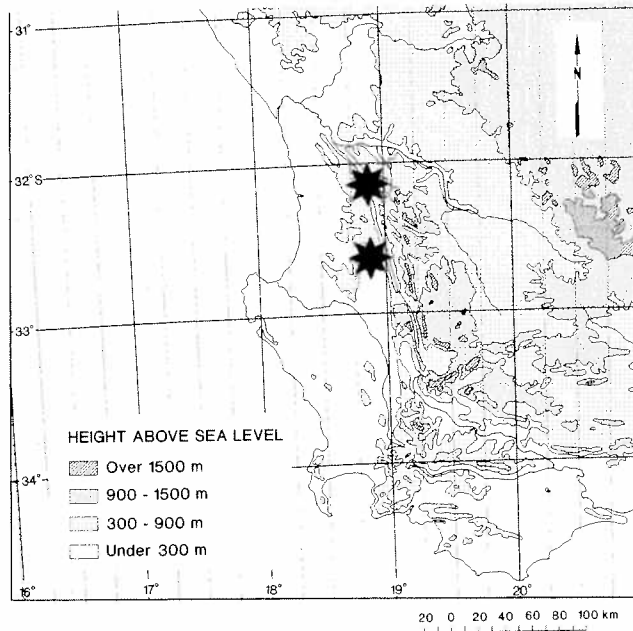 31°
N
32°S
33°
HEIGHT ABOVE SEA LEVEL
Over 1500 m
900 - 1500 m
300 - 900 m
Under 300 m
34°
16°
17°
18°
19°
20°
20 0 20 40 60 80 100 km